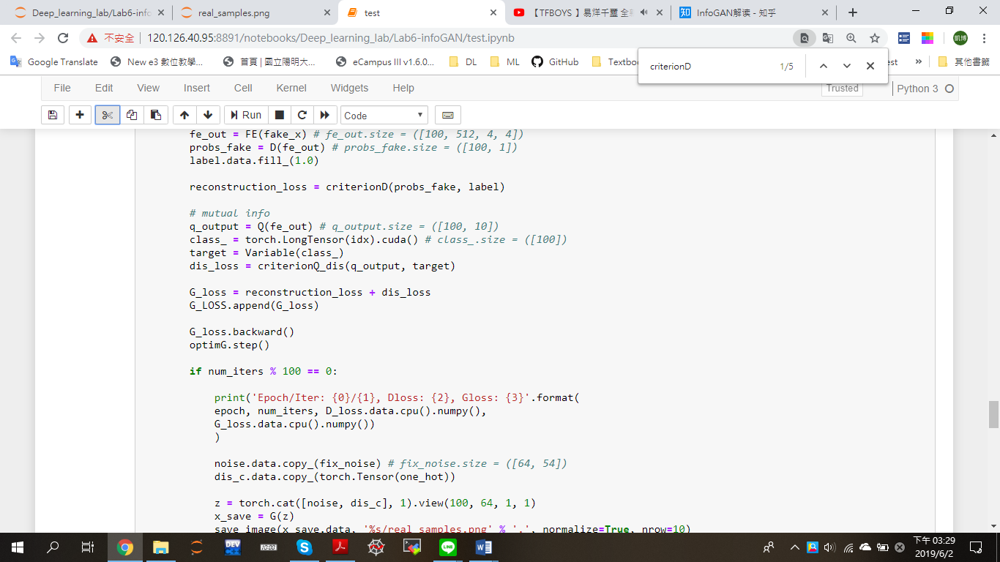 Deep_learning_lab/Lab6-info
real_samples.png
test
【TFBOYS 】易烊千璽 全新
InfoGAN解读 - 知乎
不安全
120.126.40.95:8891/notebooks/Deep_learning_lab/Lab6-infoGAN/test.ipynb
Google Translate
New e3 數位教學...
首頁 | 國立陽明大...
eCampus III v1.6.0...
DL
ML
GitHub
Textboo
est
»
其他書籤
criterionD
1/5
File Edit View Insert Cell Kernel Widgets Help
Trusted
Python 3
Run
Code
fe_out = FE(fake_x) # fe_out.size = ([100, 512, 4, 4])
probs_fake = D(fe_out) # probs_fake.size = ([100, 1])
label.data.fill_(1.0)
reconstruction_loss = criterionD(probs_fake, label)
# mutual info
q_output = Q(fe_out) # q_output.size = ([100, 10])
class_ = torch.LongTensor(idx).cuda() # class_.size = ([100])
target = Variable(class_)
dis_loss = criterionQ_dis(q_output, target)
G_loss = reconstruction_loss + dis_loss
G_LOSS.append(G_loss)
G_loss.backward()
optimG.step()
if num_iters % 100 == 0:
print('Epoch/Iter: {0}/{1}, Dloss: {2}, Gloss: {3}'.format(
epoch, num_iters, D_loss.data.cpu().numpy(),
G_loss.data.cpu().numpy())
)
noise.data.copy_(fix_noise) # fix_noise.size = ([64, 54])
dis_c.data.copy_(torch.Tensor(one_hot))
z = torch.cat([noise, dis_c], 1).view(100, 64, 1, 1)
x_save = G(z)
save_image(x_save.data, '%s/real_samples.png' % '.', normalize=True, nrow=10)
DEV
LINE
下午 03:29
2019/6/2